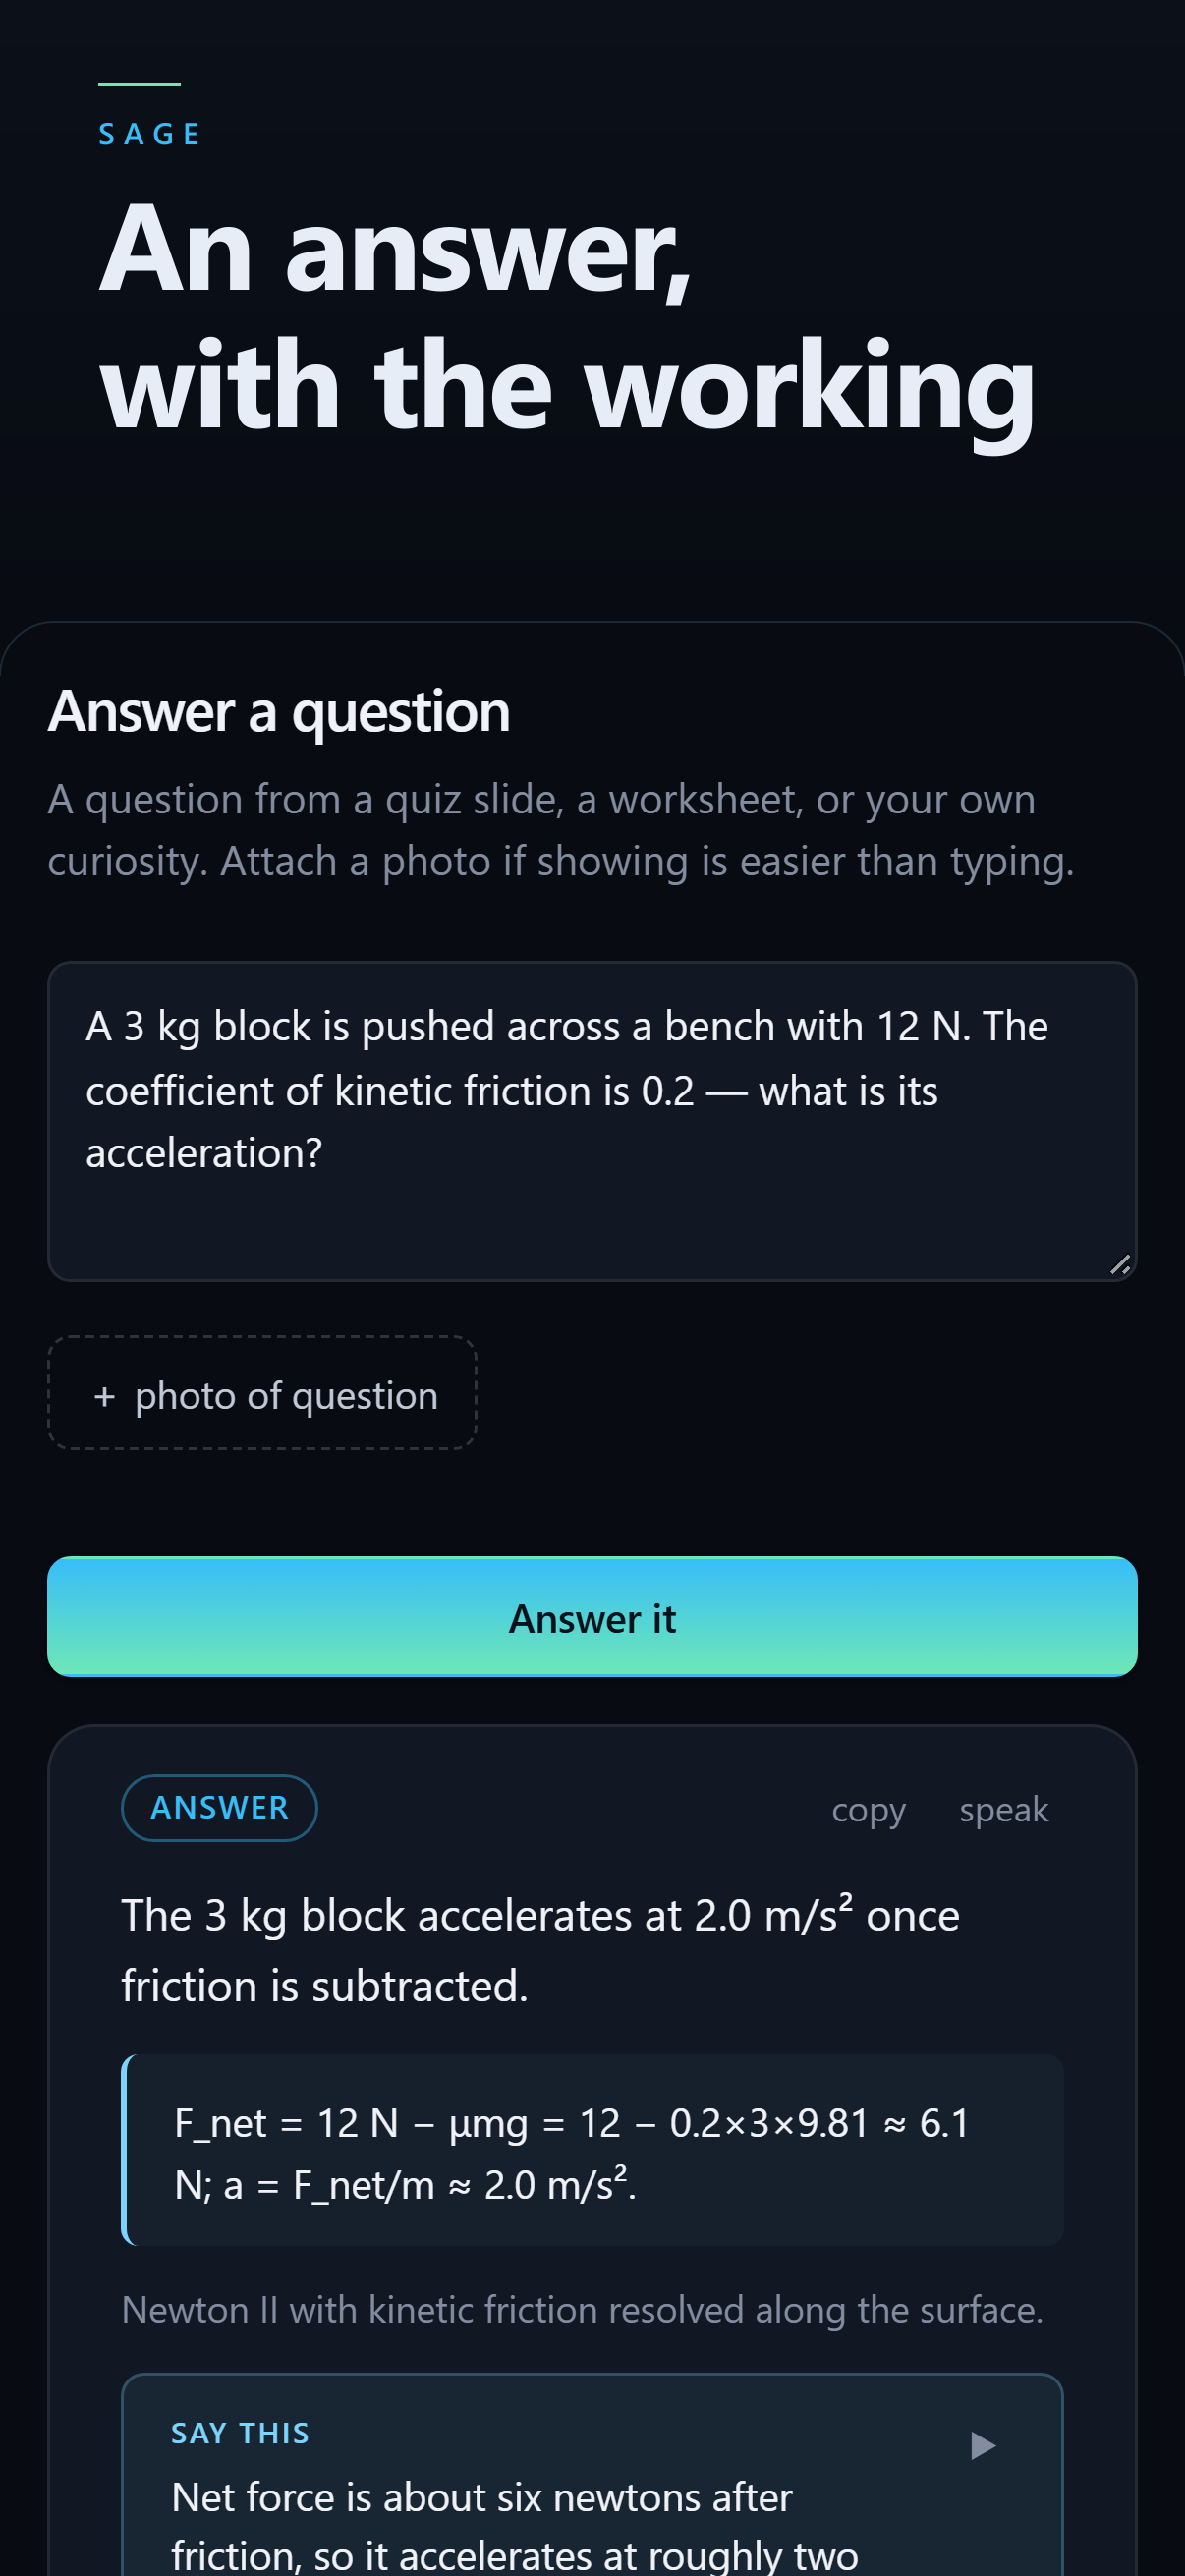 SAGE
An answer,
with the working
Answer a question
A question from a quiz slide, a worksheet, or your own
curiosity. Attach a photo if showing is easier than typing.
A 3 kg block is pushed across a bench with 12 N. The
coefficient of kinetic friction is 0.2 — what is its
acceleration?
+ photo of question
Answer it
ANSWER
copy speak
The 3 kg block accelerates at 2.0 m/s² once
friction is subtracted.
F_net = 12 N − μmg = 12 − 0.2×3×9.81 ≈ 6.1
N; a = F_net/m ≈ 2.0 m/s².
Newton II with kinetic friction resolved along the surface.
SAY THIS
Net force is about six newtons after
friction, so it accelerates at roughly two